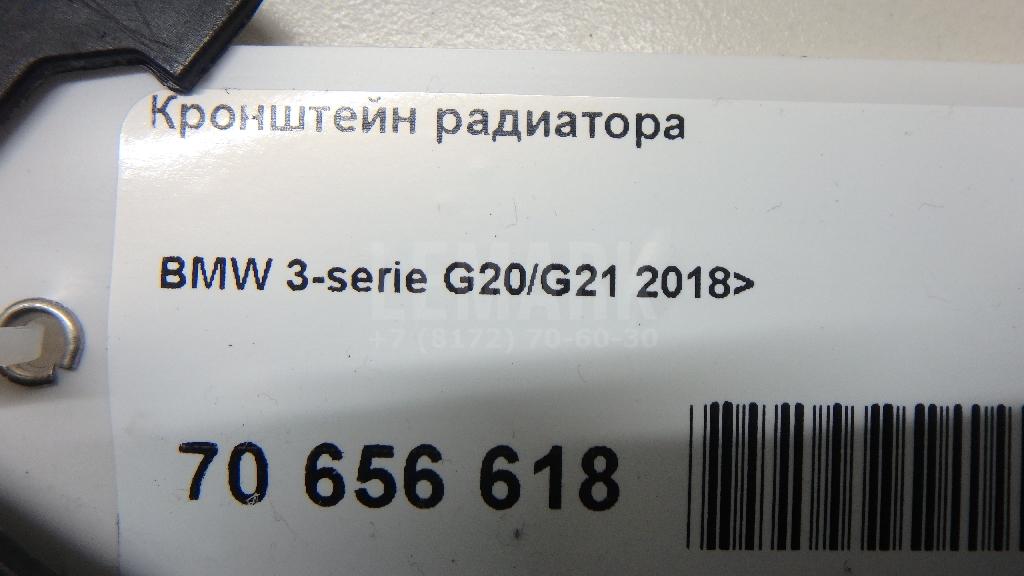 Кронштейн радиатора
BMW 3-serie G20/G21 2018>
LEMARK
+7 (8172) 70-60-30
70 656 618